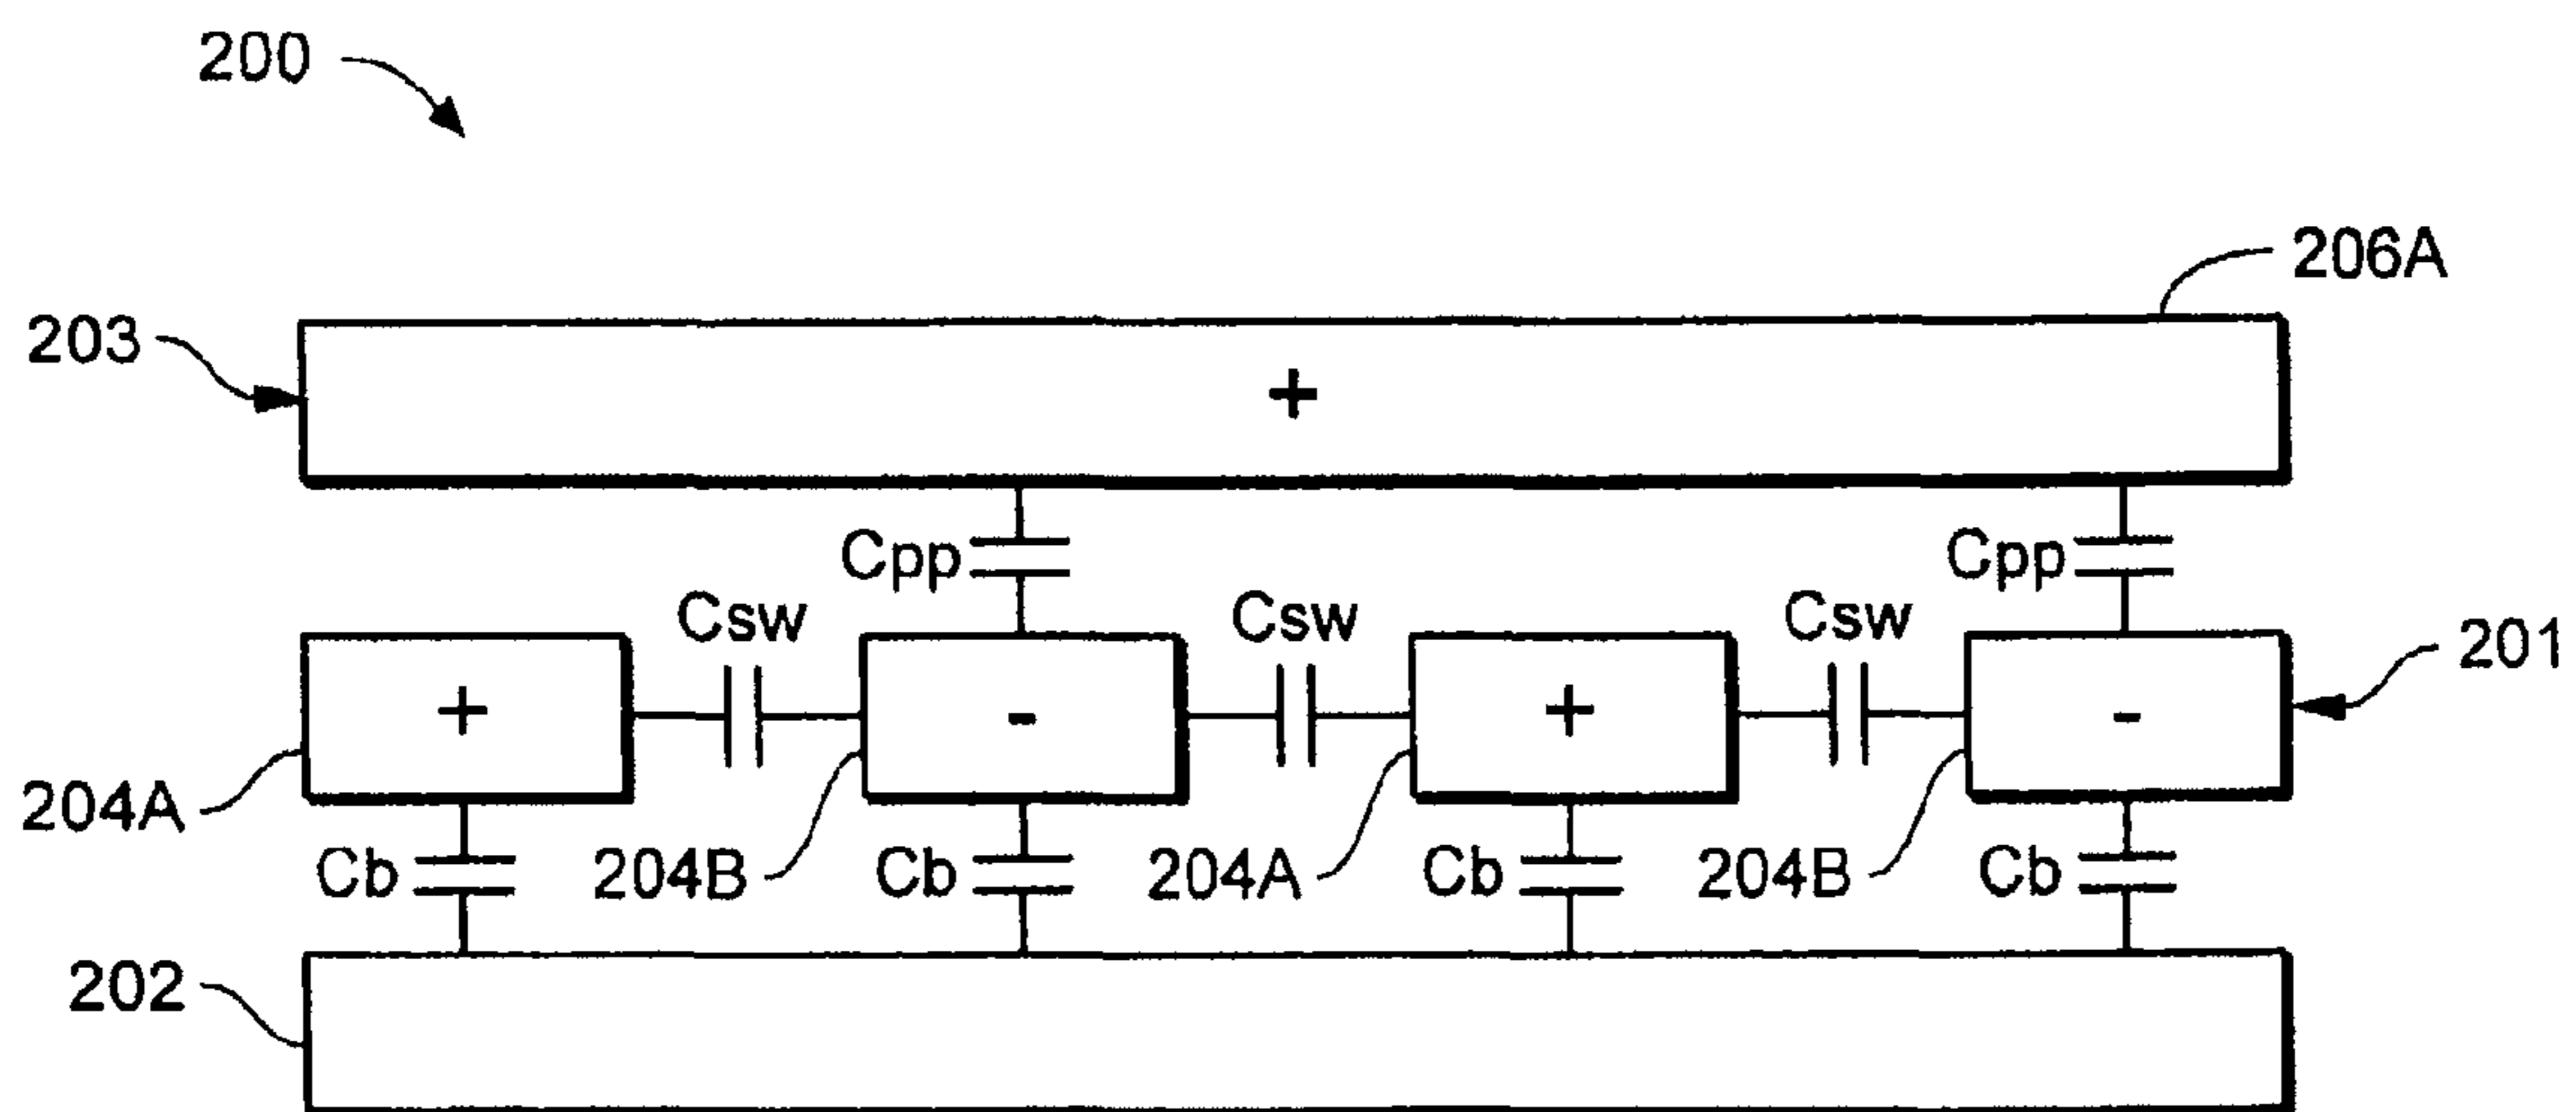 200
206A
203
+
Cpp Cpp
Csw Csw Csw
201
+ - + -
204A
Cb 204B Cb 204A Cb 204B Cb
202